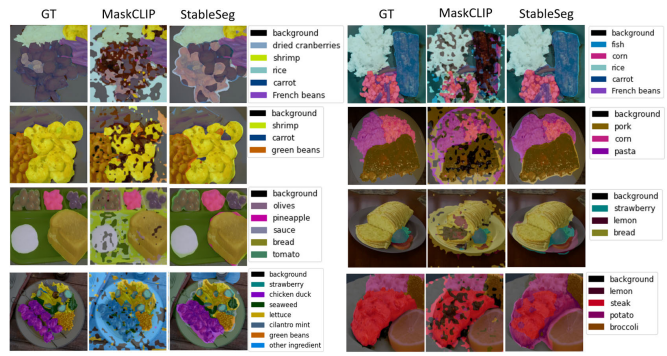 GT MaskCLIP StableSeg
background
dried cranberries
shrimp
rice
carrot
French beans
background
shrimp
carrot
green beans
background
olives
pineapple
sauce
bread
tomato
background
strawberry
chicken duck
seaweed
lettuce
cilantro mint
green beans
other ingredient
GT MaskCLIP StableSeg
background
fish
corn
rice
carrot
French beans
background
pork
corn
pasta
background
strawberry
lemon
bread
background
lemon
steak
potato
broccoli